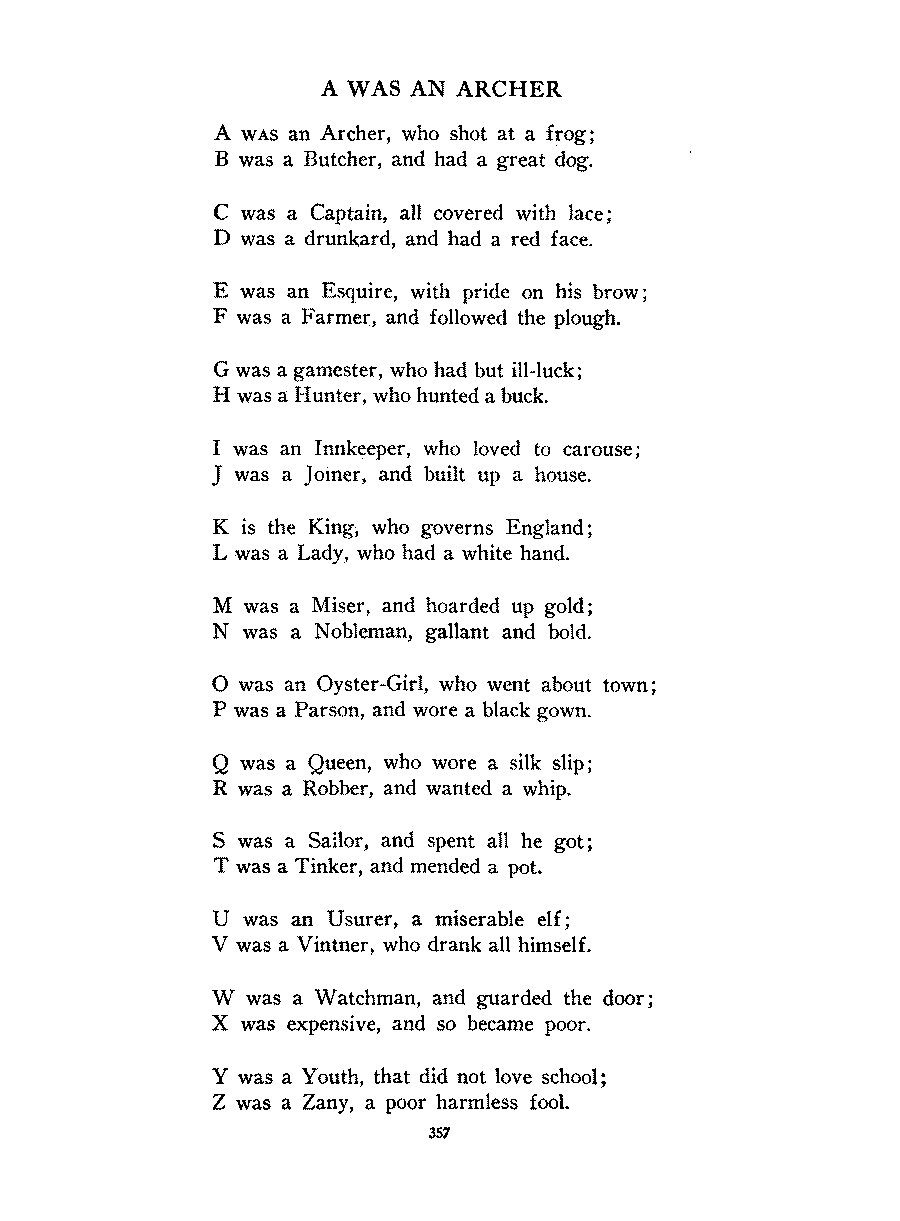 A WAS AN ARCHER
A WAS an Archer, who shot at a frog;
B was a Butcher, and had a great dog.
C was a Captain, all covered with lace;
D was a drunkard, and had a red face.
E was an Esquire, with pride on his brow;
F was a Farmer, and followed the plough.
G was a gamester, who had but ill-luck;
H was a Hunter, who hunted a buck.
I was an Innkeeper, who loved to carouse;
J was a Joiner, and built up a house.
K is the King, who governs England;
L was a Lady, who had a white hand.
M was a Miser, and hoarded up gold;
N was a Nobleman, gallant and bold.
O was an Oyster-Girl, who went about town;
P was a Parson, and wore a black gown.
Q was a Queen, who wore a silk slip;
R was a Robber, and wanted a whip.
S was a Sailor, and spent all he got;
T was a Tinker, and mended a pot.
U was an Usurer, a miserable elf;
V was a Vintner, who drank all himself.
W was a Watchman, and guarded the door;
X was expensive, and so became poor.
Y was a Youth, that did not love school;
Z was a Zany, a poor harmless fool.
357